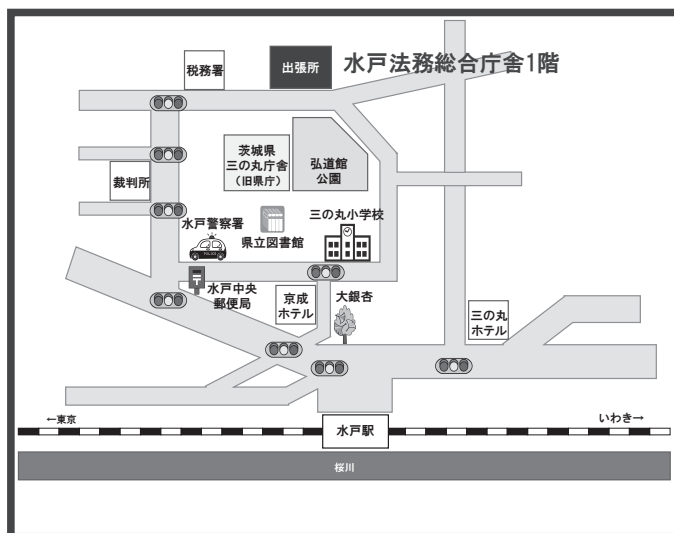 税務署
出張所
水戸法務総合庁舎1階
茨城県
三の丸庁舎
（旧県庁）
弘道館
公園
裁判所
水戸警察署
POLICE
県立図書館
三の丸小学校
水戸中央
郵便局
京成
ホテル
大銀杏
三の丸
ホテル
←東京
いわき→
水戸駅
桜川